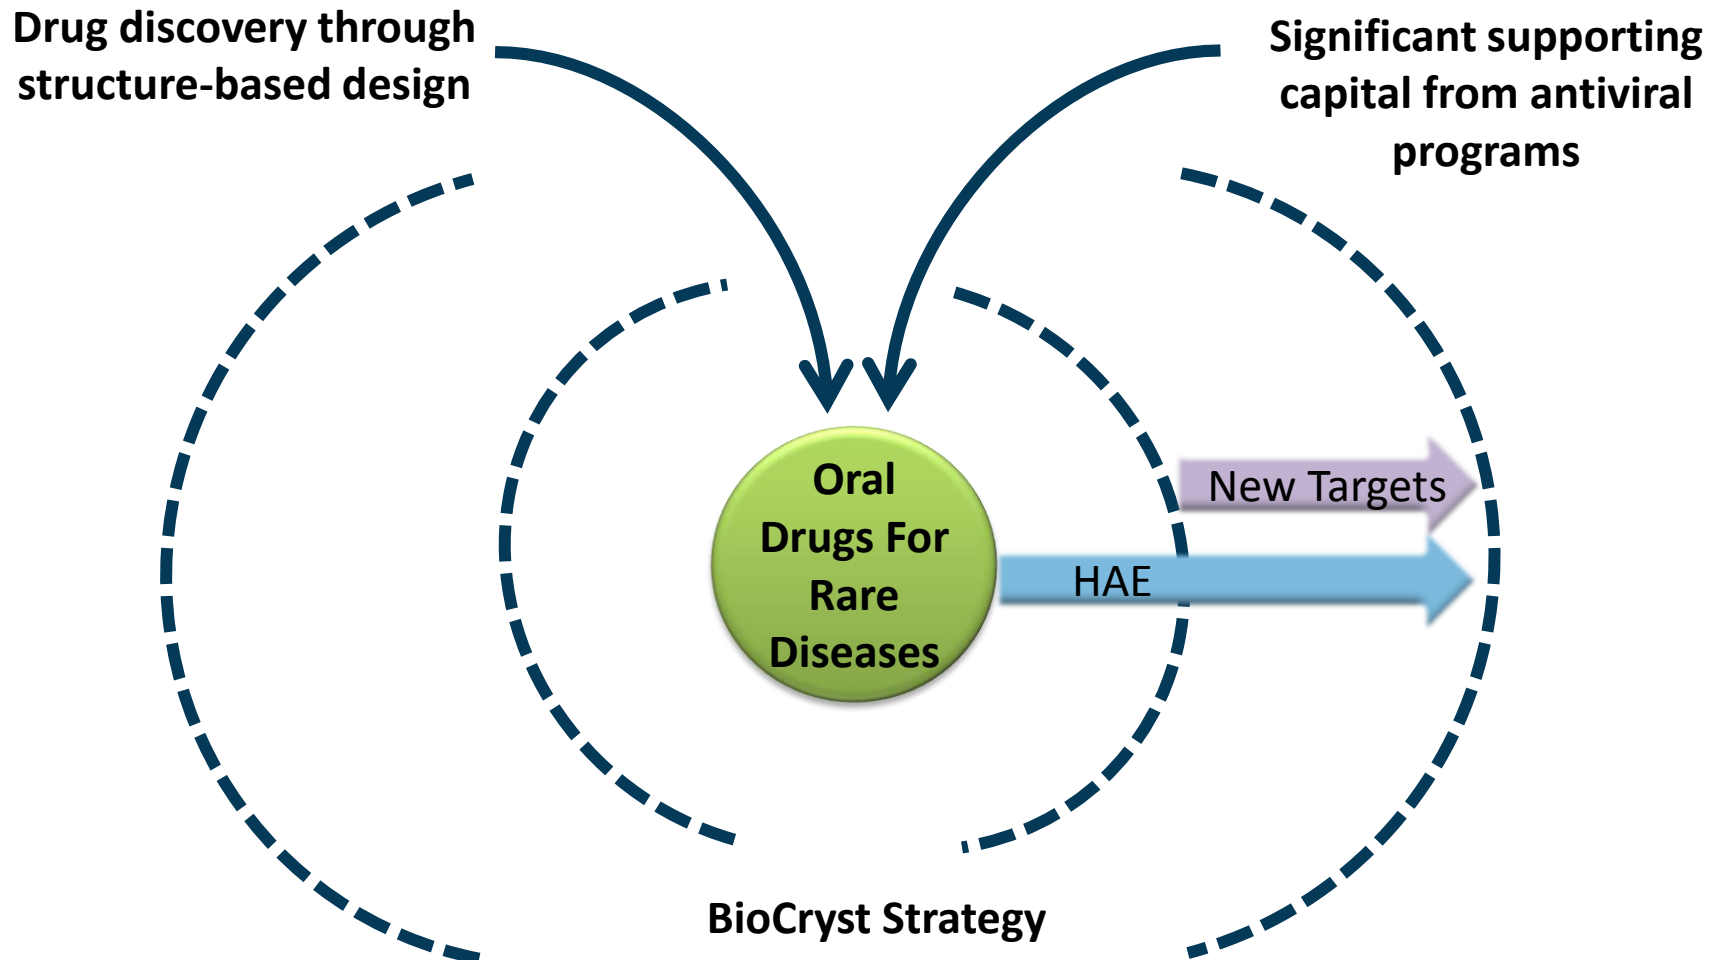 Drug discovery through
structure-based design
Significant supporting
capital from antiviral
programs
Oral
Drugs For
Rare
Diseases
New Targets
HAE
BioCryst Strategy